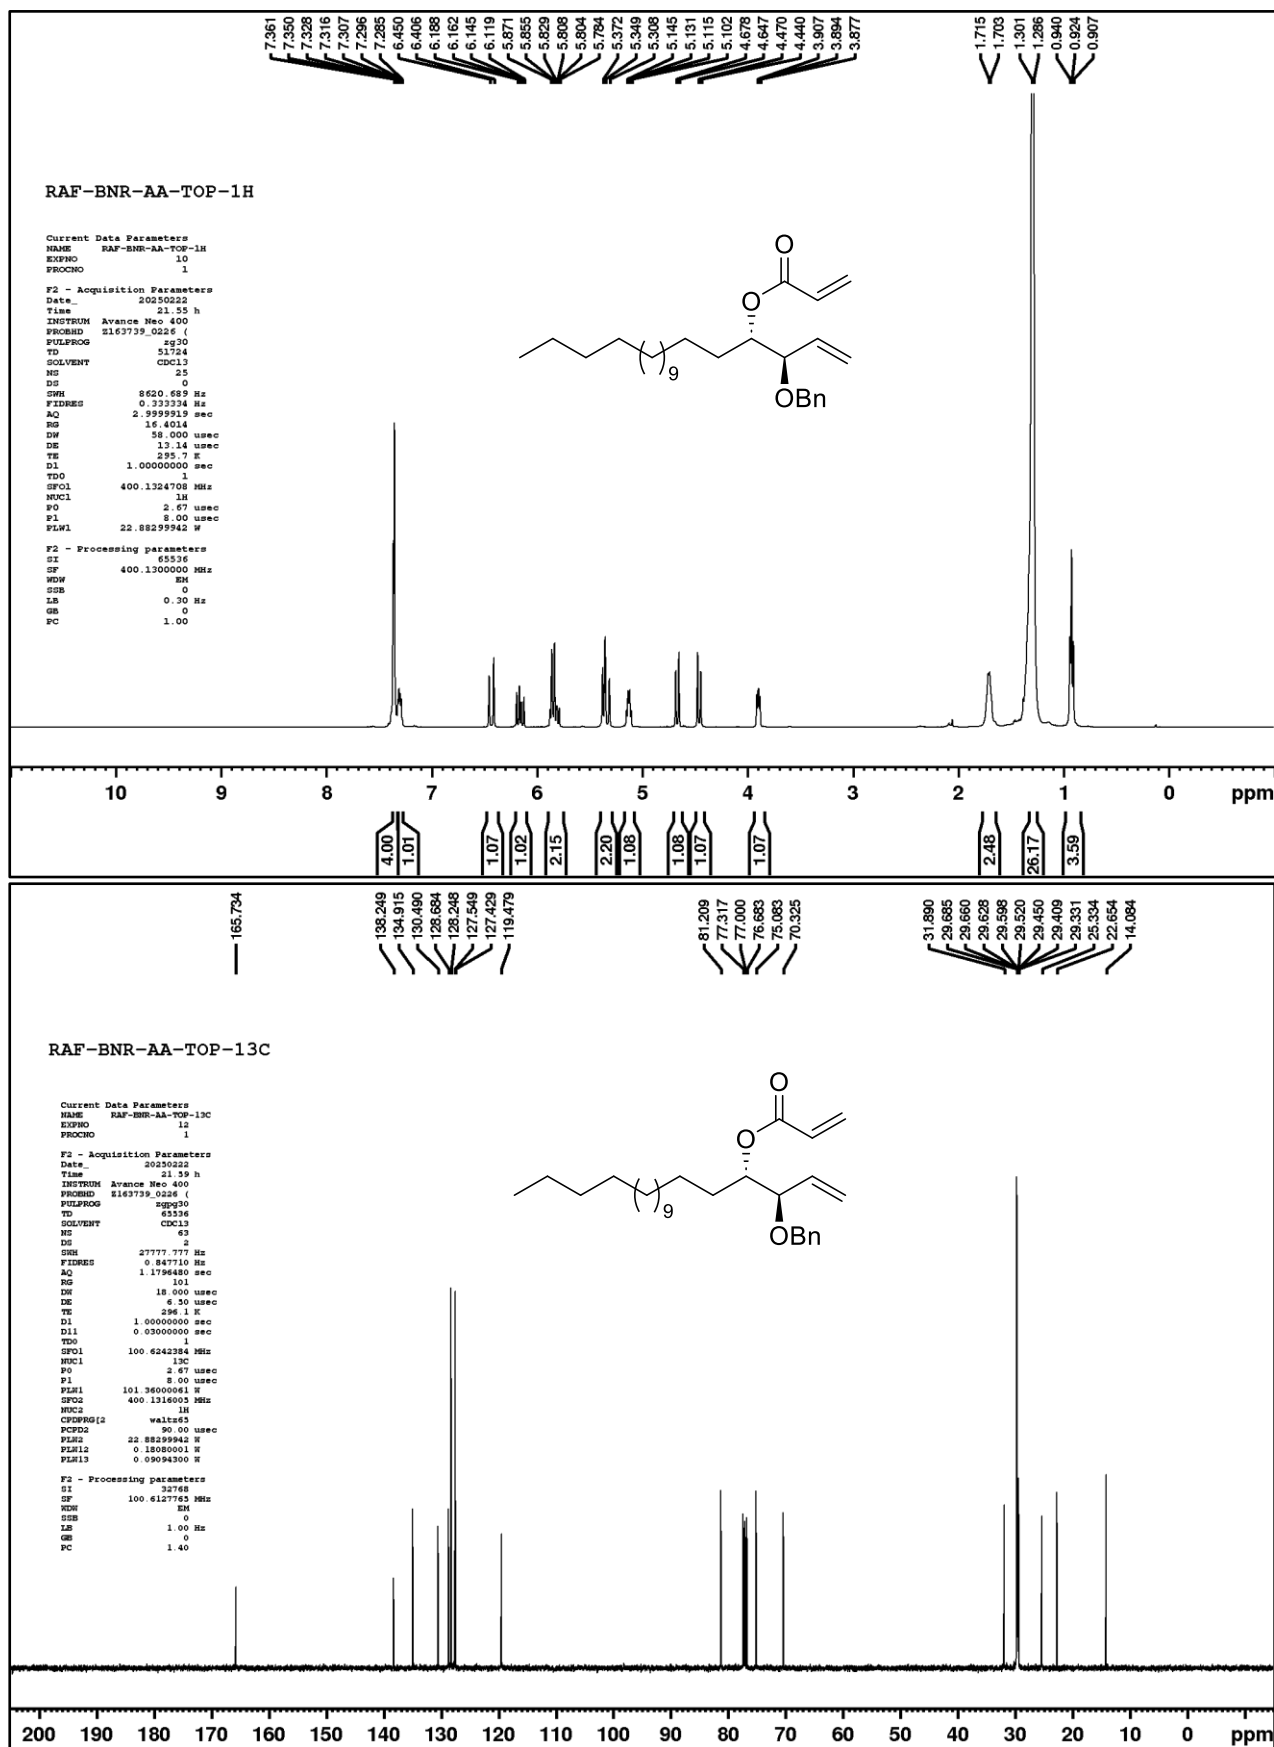 7.361
7.350
7.328
7.316
7.307
7.296
7.285
6.450
6.406
6.188
6.162
6.145
6.119
5.871
5.855
5.829
5.808
5.804
5.784
5.372
5.349
5.308
5.145
5.131
5.115
5.102
4.678
4.647
4.470
4.440
3.907
3.894
3.877
1.715
1.703
1.301
1.286
0.940
0.924
0.907
RAF-BNR-AA-TOP-1H
Current Data Parameters
NAME RAF-BNR-AA-TOP-1H
EXPNO 10
PROCNO 1
F2 - Acquisition Parameters
Date_ 20250222
Time 21.55 h
INSTRUM Avance Neo 400
PROBHD Z163739_0226 (
PULPROG zg30
TD 51724
SOLVENT CDCl3
NS 25
DS 0
SWH 8620.689 Hz
FIDRES 0.333334 Hz
AQ 2.9999919 sec
RG 16.4014
DW 58.000 usec
DE 13.14 usec
TE 295.7 K
D1 1.00000000 sec
TD0 1
SFO1 400.1324708 MHz
NUC1 1H
P0 2.67 usec
P1 8.00 usec
PLW1 22.88299942 W
F2 - Processing parameters
SI 65536
SF 400.1300000 MHz
WDW EM
SSB 0
LB 0.30 Hz
GB 0
PC 1.00
O
O
9
OBn
10 9 8 7 6 5 4 3 2 1 0 ppm
4.00
1.01
1.07
1.02
2.15
2.20
1.08
1.08
1.07
1.07
2.48
26.17
3.59
165.734
138.249
134.915
130.490
128.684
128.248
127.549
127.429
119.479
81.209
77.317
77.000
76.683
75.083
70.325
31.890
29.685
29.660
29.628
29.598
29.520
29.450
29.409
29.331
25.334
22.654
14.084
RAF-BNR-AA-TOP-13C
Current Data Parameters
NAME RAF-BNR-AA-TOP-13C
EXPNO 12
PROCNO 1
F2 - Acquisition Parameters
Date_ 20250222
Time 21.59 h
INSTRUM Avance Neo 400
PROBHD Z163739_0226 (
PULPROG zgpg30
TD 65536
SOLVENT CDCl3
NS 63
DS 2
SWH 27777.777 Hz
FIDRES 0.847710 Hz
AQ 1.1796480 sec
RG 101
DW 18.000 usec
DE 6.50 usec
TE 296.1 K
D1 1.00000000 sec
D11 0.03000000 sec
TD0 1
SFO1 100.6242384 MHz
NUC1 13C
P0 2.67 usec
P1 8.00 usec
PLW1 101.36000061 W
SFO2 400.1316005 MHz
NUC2 1H
CPDPRG[2 waltz65
PCPD2 90.00 usec
PLW2 22.88299942 W
PLW12 0.18080001 W
PLW13 0.09094300 W
F2 - Processing parameters
SI 32768
SF 100.6127765 MHz
WDW EM
SSB 0
LB 1.00 Hz
GB 0
PC 1.40
O
O
9
OBn
200 190 180 170 160 150 140 130 120 110 100 90 80 70 60 50 40 30 20 10 0 ppm